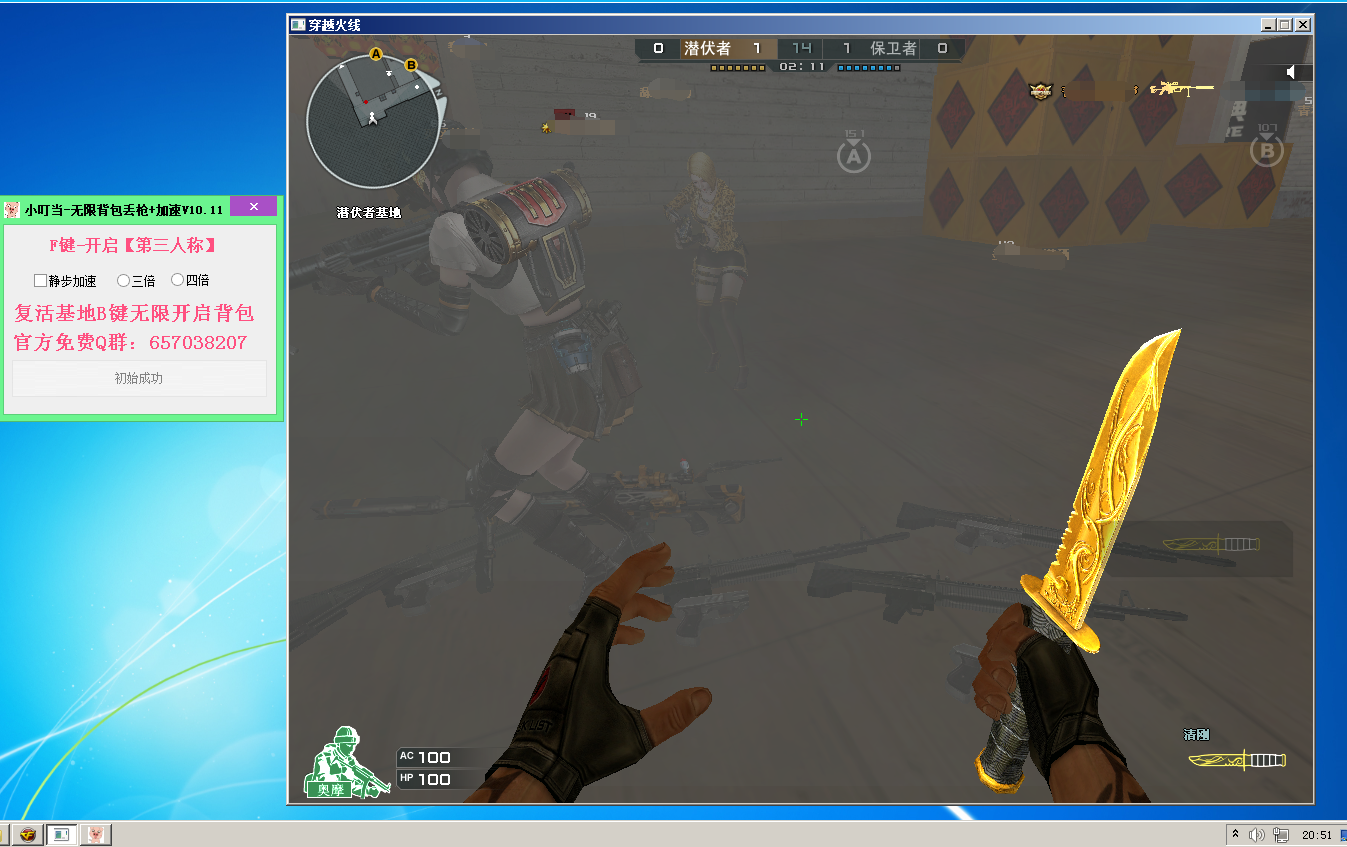 穿越火线
0 潜伏者 1 14 1 保卫者 0
02:11
A
B
N
19
151
A
107
B
5
潜伏者基地
小叮当-无限背包丢枪+加速V10.11
F键-开启【第三人称】
静步加速 三倍 四倍
复活基地B键无限开启背包
官方免费Q群：657038207
初始成功
清刚
AC 100
HP 100
奥摩
20:51